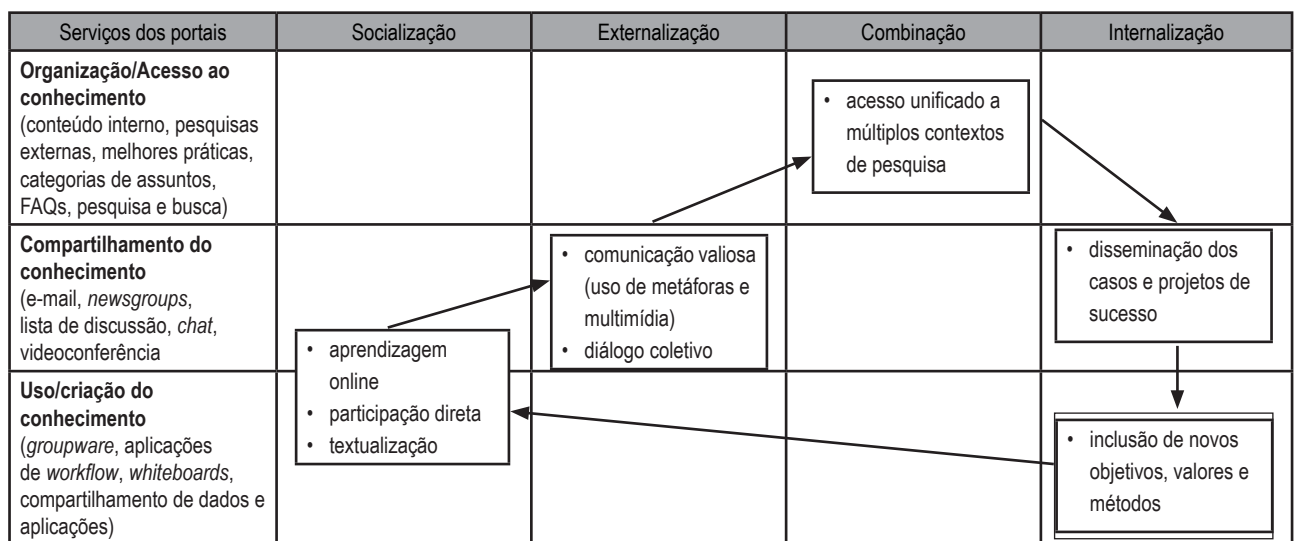 Serviços dos portais
Socialização
Externalização
Combinação
Internalização
Organização/Acesso ao
conhecimento
(conteúdo interno, pesquisas
externas, melhores práticas,
categorias de assuntos,
FAQs, pesquisa e busca)
• acesso unificado a
múltiplos contextos
de pesquisa
Compartilhamento do
conhecimento
(e-mail, newsgroups,
lista de discussão, chat,
videoconferência
• comunicação valiosa
(uso de metáforas e
multimídia)
• diálogo coletivo
• disseminação dos
casos e projetos de
sucesso
• aprendizagem
online
• participação direta
• textualização
Uso/criação do
conhecimento
(groupware, aplicações
de workflow, whiteboards,
compartilhamento de dados e
aplicações)
• inclusão de novos
objetivos, valores e
métodos